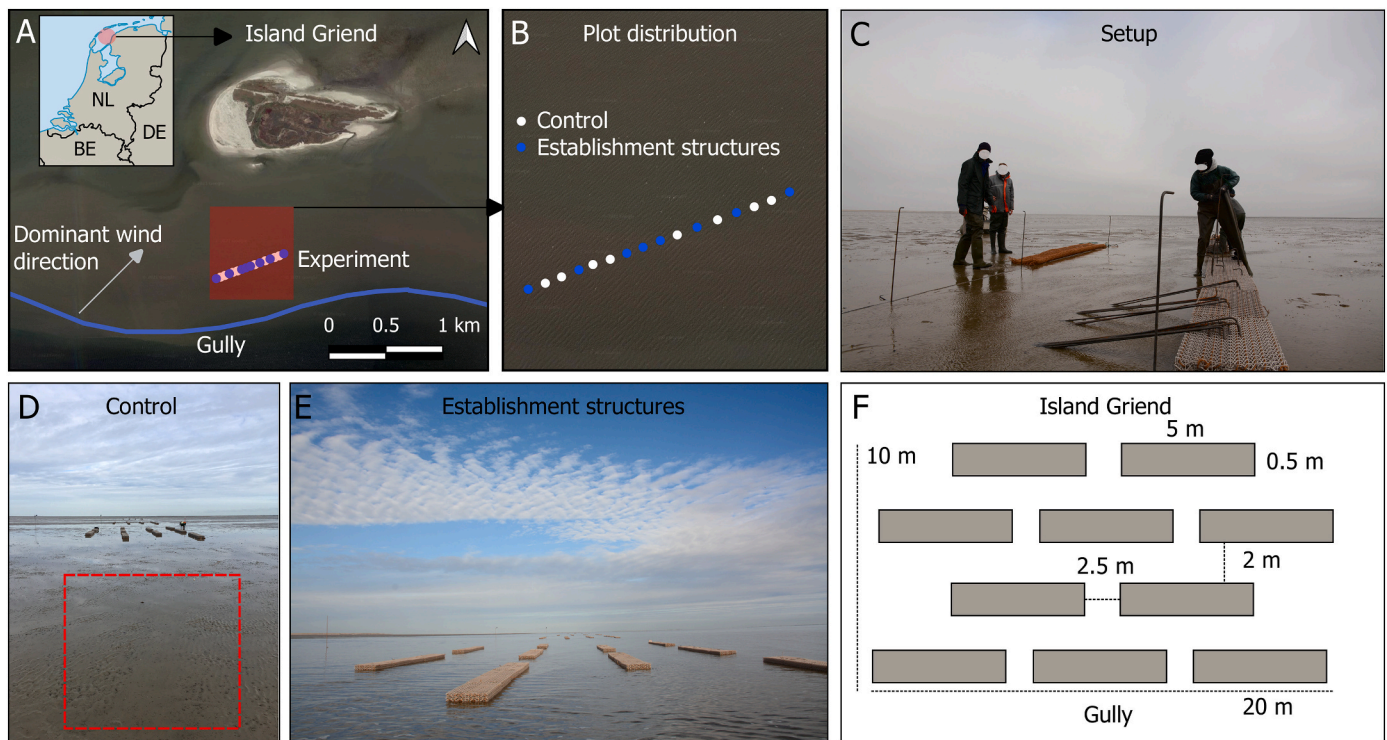 A
Island Griend
NL
DE
BE
Dominant wind
direction
Experiment
0 0.5 1 km
Gully
B
Plot distribution
Control
Establishment structures
C
Setup
D
Control
E
Establishment structures
F
Island Griend
5 m
10 m
0.5 m
2.5 m
2 m
20 m
Gully